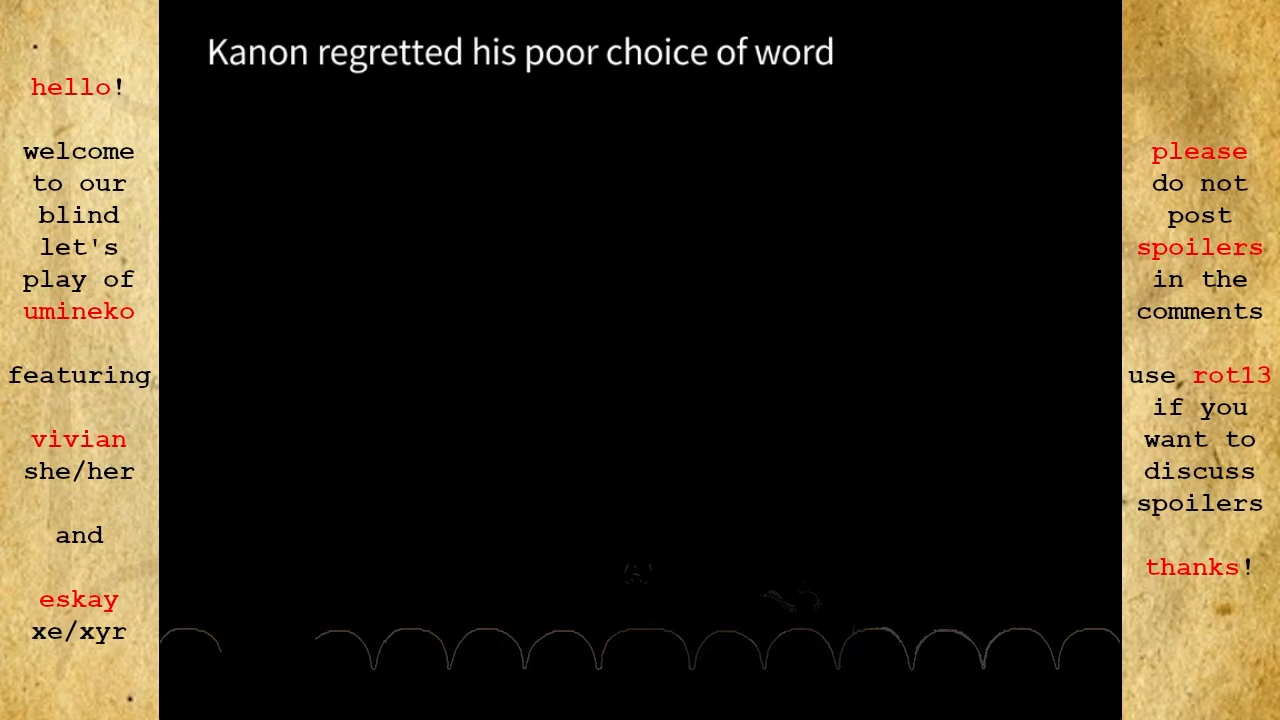 Kanon regretted his poor choice of word
hello!
welcome
to our
blind
let's
play of
umineko
featuring
vivian
she/her
and
eskay
xe/xyr
please
do not
post
spoilers
in the
comments
use rot13
if you
want to
discuss
spoilers
thanks!